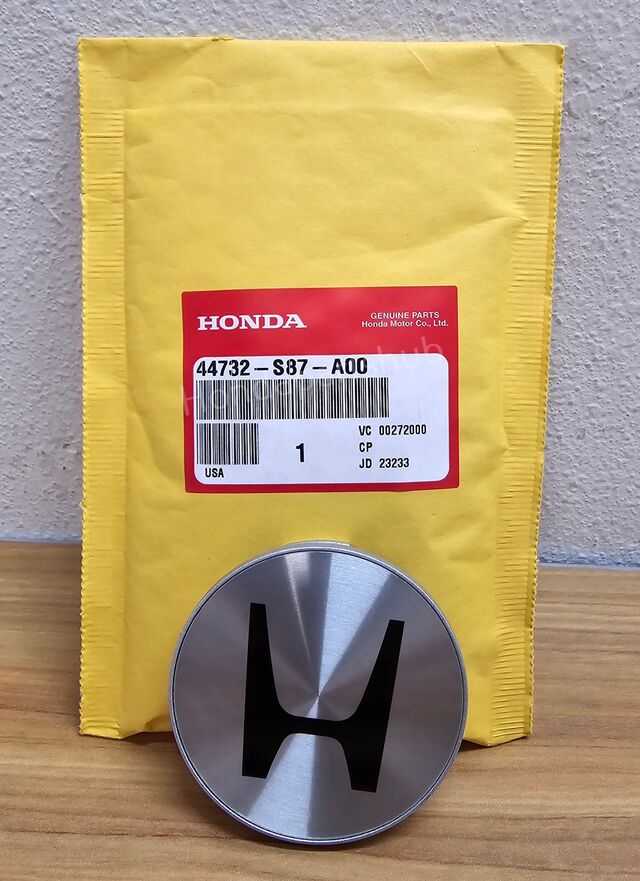 HONDA
GENUINE PARTS
Honda Motor Co., Ltd.
44732-S87-A00
VC 00272000
1
CP
USA
JD 23233